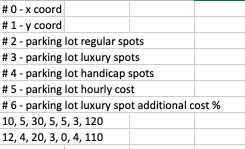 # 0 - x coord
# 1 - y coord
# 2 - parking lot regular spots
# 3 - parking lot luxury spots
# 4 - parking lot handicap spots
# 5 - parking lot hourly cost
# 6 - parking lot luxury spot additional cost %
10, 5, 30, 5, 5, 3, 120
12, 4, 20, 3, 0, 4, 110